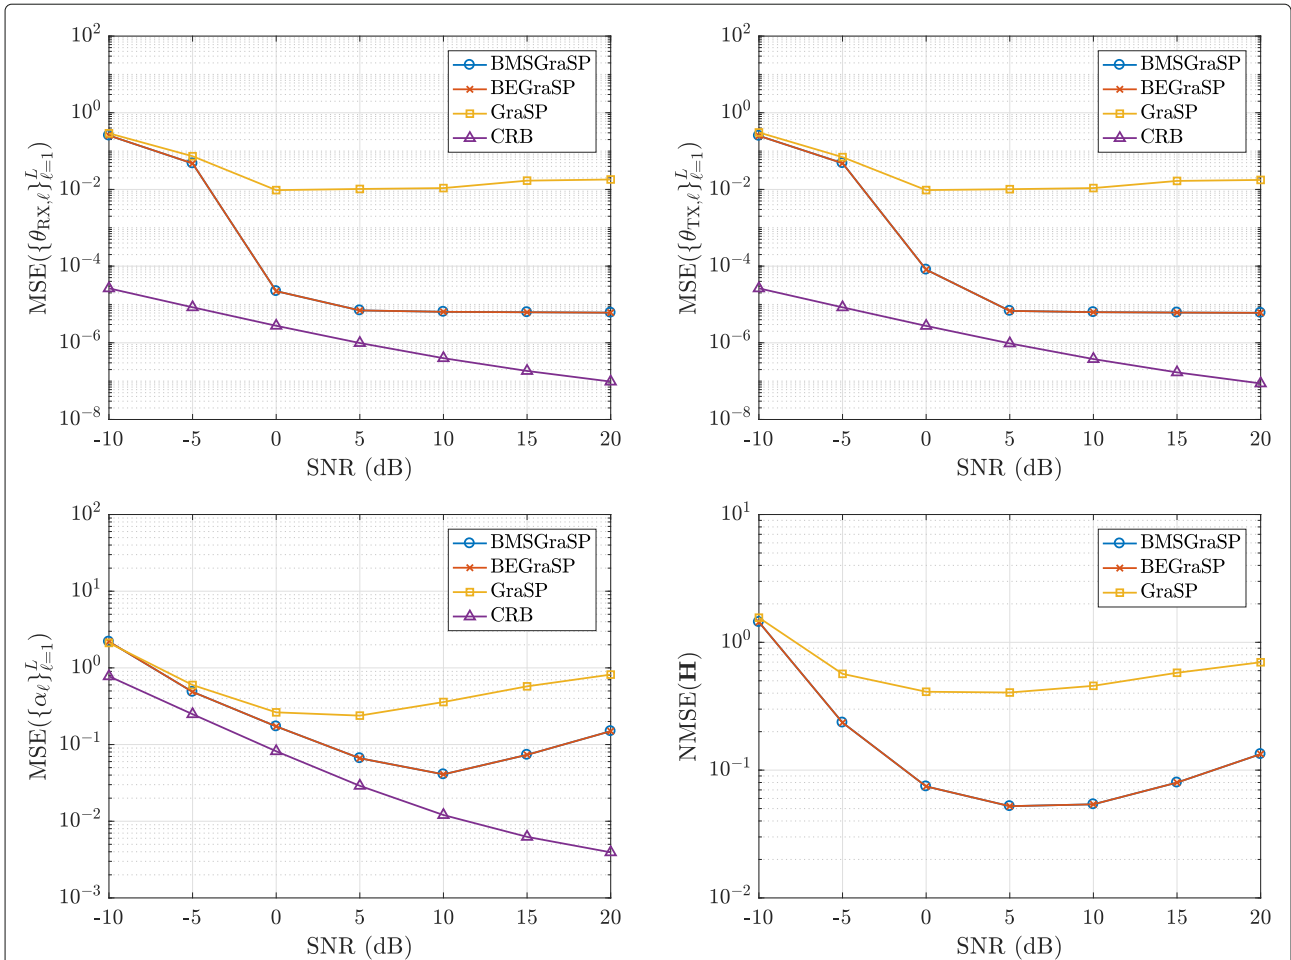 MSE({θ_RX,ℓ}_{ℓ=1}^L)
10^2
10^0
10^-2
10^-4
10^-6
10^-8
BMSGraSP
BEGraSP
GraSP
CRB
-10 -5 0 5 10 15 20
SNR (dB)
MSE({θ_TX,ℓ}_{ℓ=1}^L)
10^2
10^0
10^-2
10^-4
10^-6
10^-8
BMSGraSP
BEGraSP
GraSP
CRB
-10 -5 0 5 10 15 20
SNR (dB)
MSE({α_ℓ}_{ℓ=1}^L)
10^2
10^1
10^0
10^-1
10^-2
10^-3
BMSGraSP
BEGraSP
GraSP
CRB
-10 -5 0 5 10 15 20
SNR (dB)
NMSE(H)
10^1
10^0
10^-1
10^-2
BMSGraSP
BEGraSP
GraSP
-10 -5 0 5 10 15 20
SNR (dB)